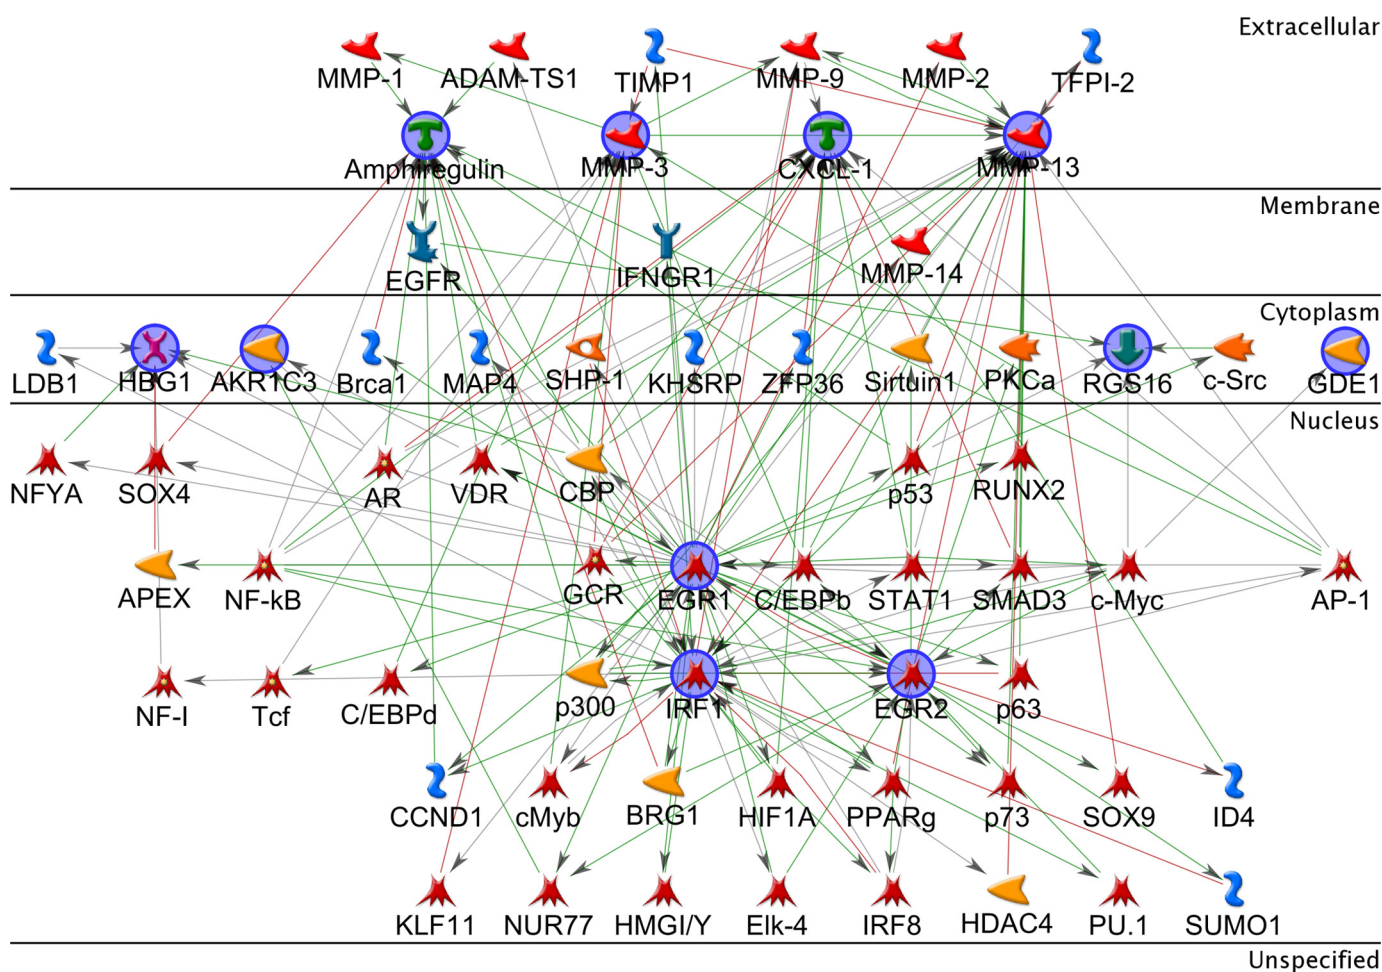 Extracellular
MMP-1 ADAM-TS1 TIMP1 MMP-9 MMP-2 TFPI-2
Amphiregulin MMP-3 CXCL-1 MMP-13
Membrane
EGFR IFNGR1 MMP-14
Cytoplasm
LDB1 HBG1 AKR1C3 Brca1 MAP4 SHP-1 KHSRP ZFP36 Sirtuin1 PKCa RGS16 c-Src GDE1
Nucleus
NFYA SOX4 AR VDR CBP p53 RUNX2
APEX NF-kB GCR EGR1 C/EBPb STAT1 SMAD3 c-Myc AP-1
NF-I Tcf C/EBPd p300 IRF1 EGR2 p63
CCND1 cMyb BRG1 HIF1A PPARg p73 SOX9 ID4
KLF11 NUR77 HMGI/Y Elk-4 IRF8 HDAC4 PU.1 SUMO1
Unspecified